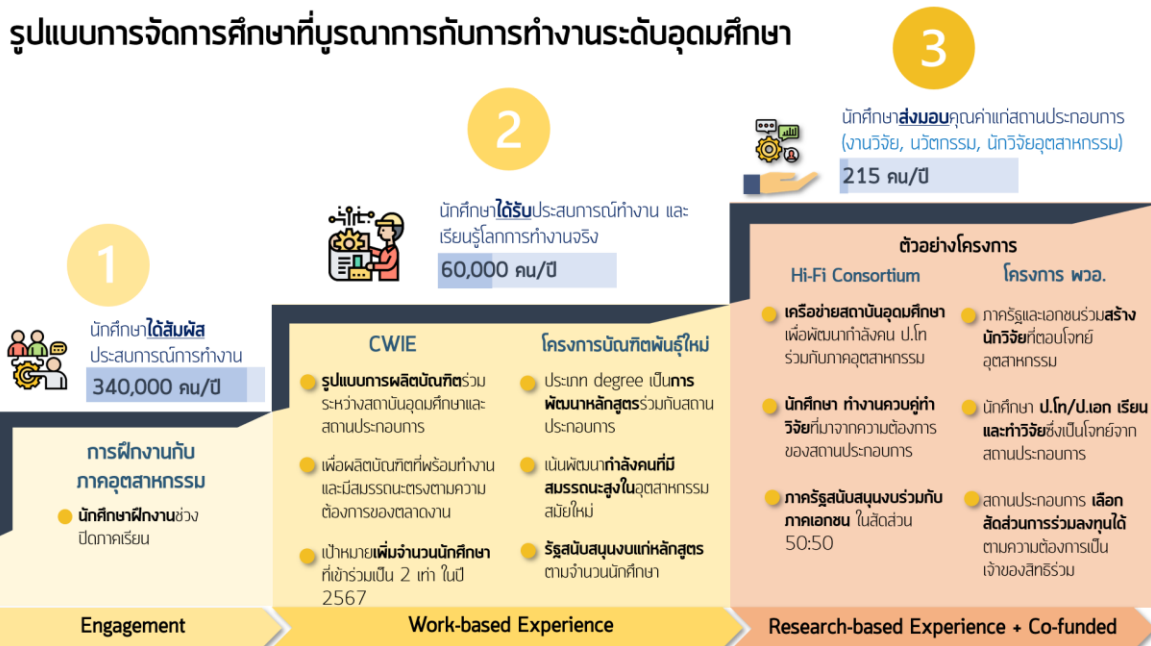 รูปแบบการจัดการศึกษาที่บูรณาการกับการทำงานระดับอุดมศึกษา
1
นักศึกษาได้สัมผัส
ประสบการณ์การทำงาน
340,000 คน/ปี
การฝึกงานกับ
ภาคอุตสาหกรรม
นักศึกษาฝึกงานช่วง
ปิดภาคเรียน
Engagement
2
นักศึกษาได้รับประสบการณ์ทำงาน และ
เรียนรู้โลกการทำงานจริง
60,000 คน/ปี
CWIE
รูปแบบการผลิตบัณฑิตร่วม
ระหว่างสถาบันอุดมศึกษาและ
สถานประกอบการ
เพื่อผลิตบัณฑิตที่พร้อมทำงาน
และมีสมรรถนะตรงตามความ
ต้องการของตลาดงาน
เป้าหมายเพิ่มจำนวนนักศึกษา
ที่เข้าร่วมเป็น 2 เท่า ในปี
2567
โครงการบัณฑิตพันธุ์ใหม่
ประเภท degree เป็นการ
พัฒนาหลักสูตรร่วมกับสถาน
ประกอบการ
เน้นพัฒนากำลังคนที่มี
สมรรถนะสูงในอุตสาหกรรม
สมัยใหม่
รัฐสนับสนุนงบแก่หลักสูตร
ตามจำนวนนักศึกษา
Work-based Experience
3
นักศึกษาส่งมอบคุณค่าแก่สถานประกอบการ
(งานวิจัย, นวัตกรรม, นักวิจัยอุตสาหกรรม)
215 คน/ปี
ตัวอย่างโครงการ
Hi-Fi Consortium
เครือข่ายสถาบันอุดมศึกษา
เพื่อพัฒนากำลังคน ป.โท
ร่วมกับภาคอุตสาหกรรม
นักศึกษา ทำงานควบคู่ทำ
วิจัยที่มาจากความต้องการ
ของสถานประกอบการ
ภาครัฐสนับสนุนงบร่วมกับ
ภาคเอกชน ในสัดส่วน
50:50
โครงการ พวอ.
ภาครัฐและเอกชนร่วมสร้าง
นักวิจัยที่ตอบโจทย์
อุตสาหกรรม
นักศึกษา ป.โท/ป.เอก เรียน
และทำวิจัยซึ่งเป็นโจทย์จาก
สถานประกอบการ
สถานประกอบการ เลือก
สัดส่วนการร่วมลงทุนได้
ตามความต้องการเป็น
เจ้าของสิทธิร่วม
Research-based Experience + Co-funded